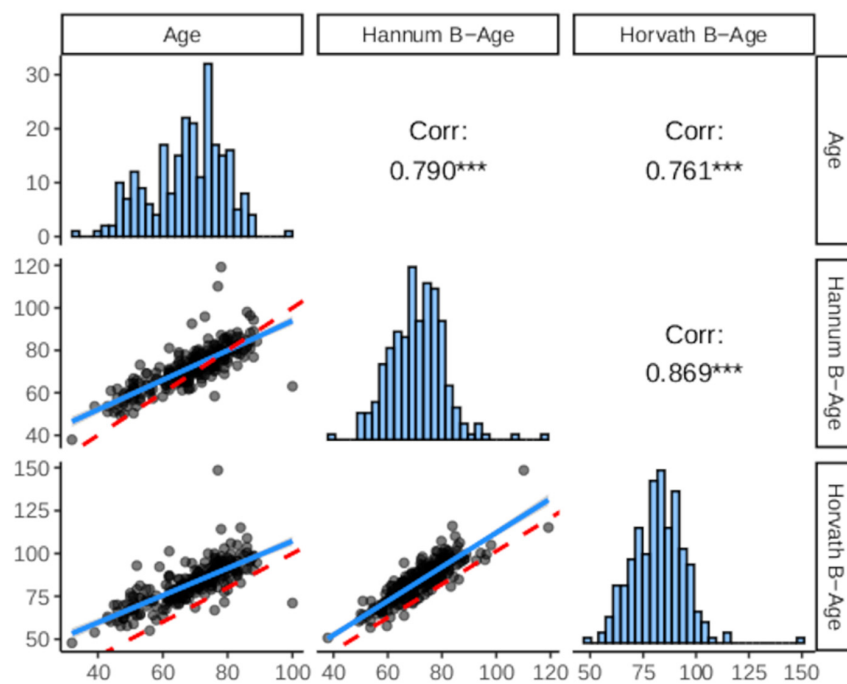 Age
Hannum B−Age
Horvath B−Age
30
20
10
0
Corr:
0.790***
Corr:
0.761***
Age
120
100
80
60
40
Corr:
0.869***
Hannum B−Age
150
125
100
75
50
Horvath B−Age
40 60 80 100
40 60 80 100 120
50 75 100 125 150